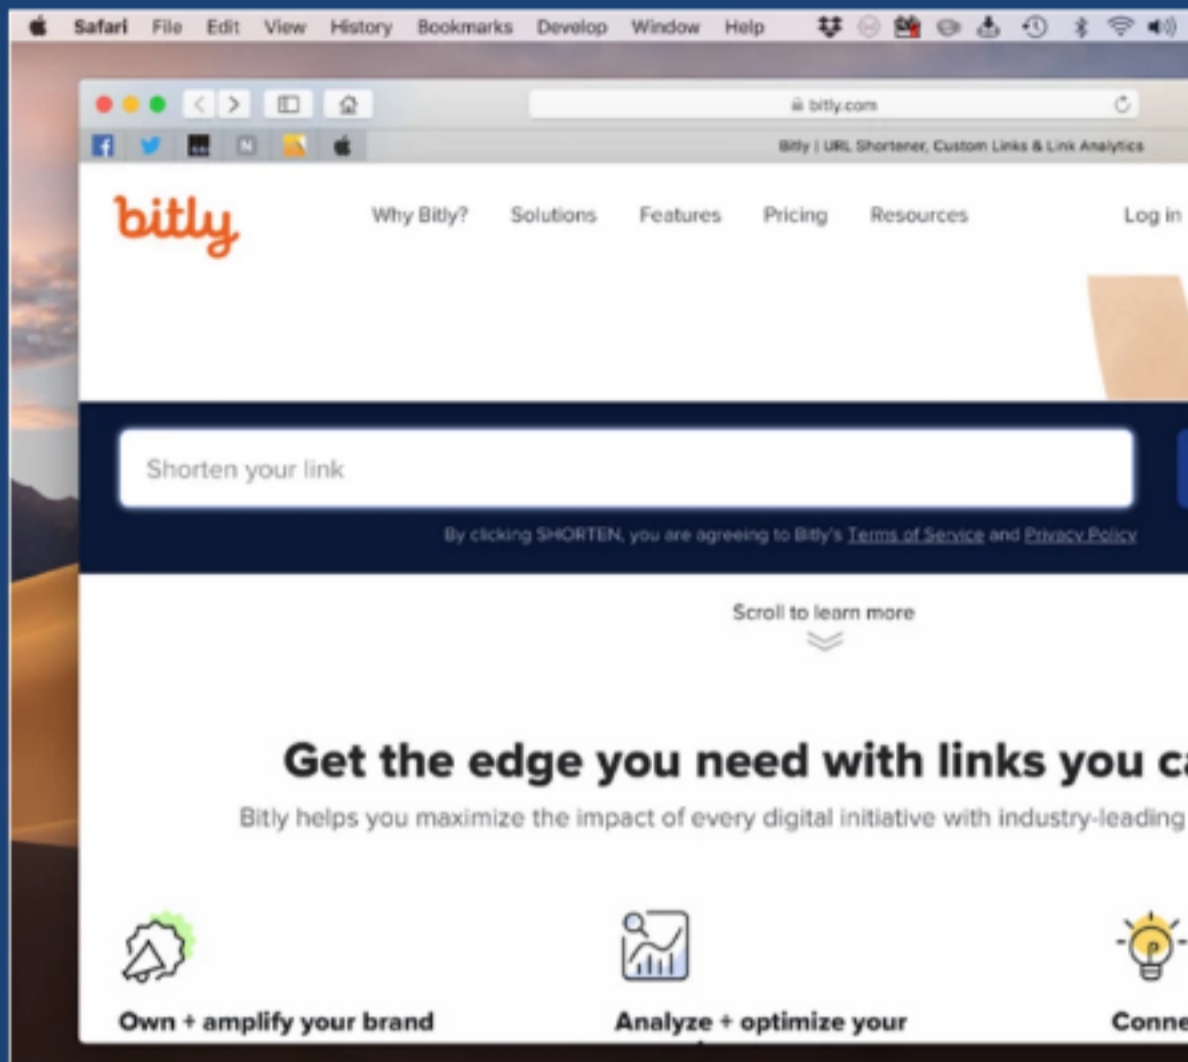 Safari File Edit View History Bookmarks Develop Window Help
bitly.com
Bitly | URL Shortener, Custom Links & Link Analytics
bitly
Why Bitly? Solutions Features Pricing Resources Log in
Shorten your link
By clicking SHORTEN, you are agreeing to Bitly's Terms of Service and Privacy Policy
Scroll to learn more
Get the edge you need with links you ca
Bitly helps you maximize the impact of every digital initiative with industry-leading
Own + amplify your brand Analyze + optimize your Conne